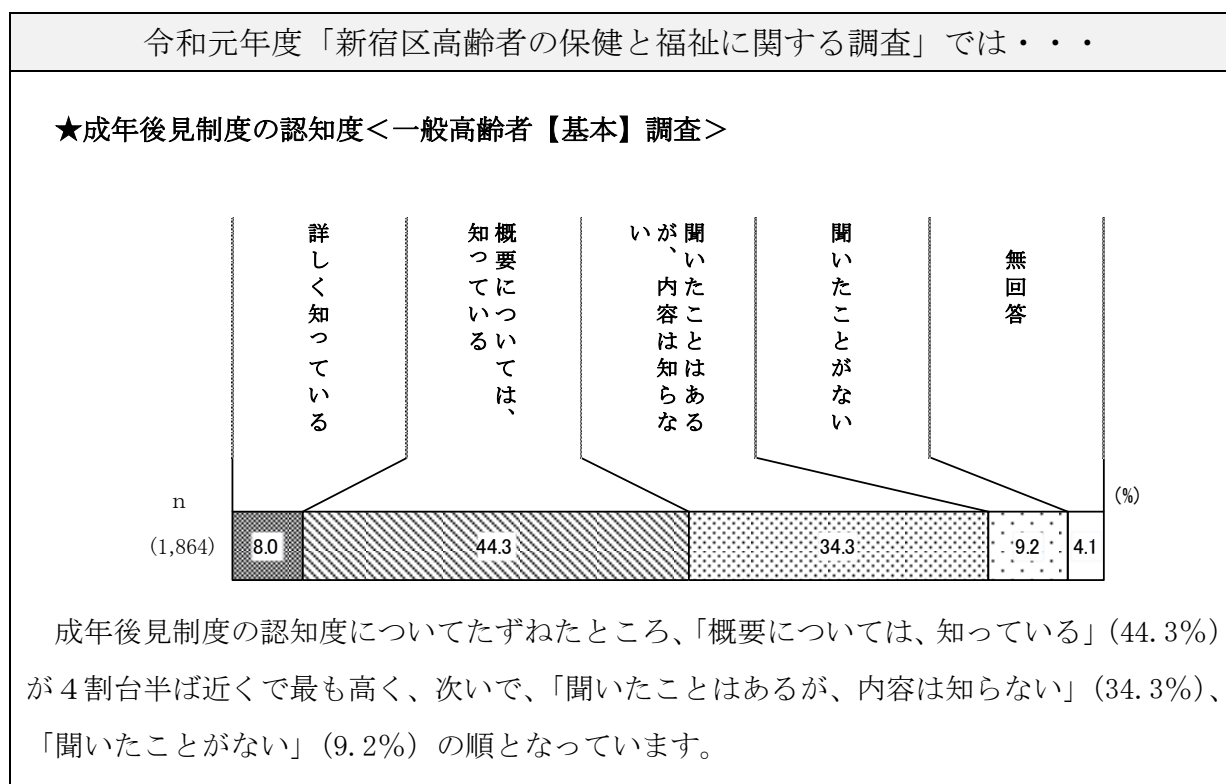 令和元年度「新宿区高齢者の保健と福祉に関する調査」では・・・
★成年後見制度の認知度<一般高齢者【基本】調査>
詳しく知っている
概要については、
知っている
聞いたことはある
が、内容は知らな
い
聞いたことがない
無回答
n
(%)
(1,864)
8.0
44.3
34.3
9.2
4.1
成年後見制度の認知度についてたずねたところ、「概要については、知っている」(44.3%)
が4割台半ば近くで最も高く、次いで、「聞いたことはあるが、内容は知らない」(34.3%)、
「聞いたことがない」(9.2%)の順となっています。